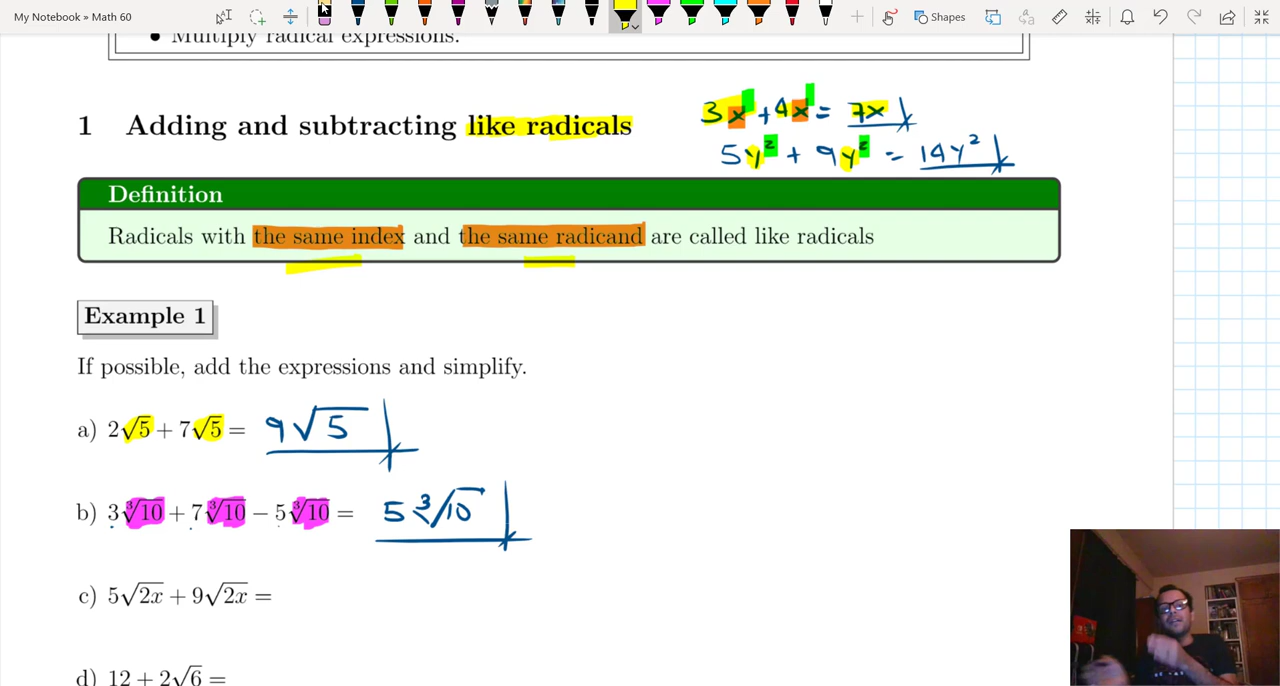 My Notebook » Math 60
Shapes
• Multiply radical expressions.
1 Adding and subtracting like radicals
3x¹ + 4x¹ = 7x
5y² + 9y² = 14y²
Definition
Radicals with the same index and the same radicand are called like radicals
Example 1
If possible, add the expressions and simplify.
a) 2√5 + 7√5 = 9√5
b) 3∛10 + 7∛10 − 5∛10 = 5∛10
c) 5√2x + 9√2x =
d) 12 + 2√6 =